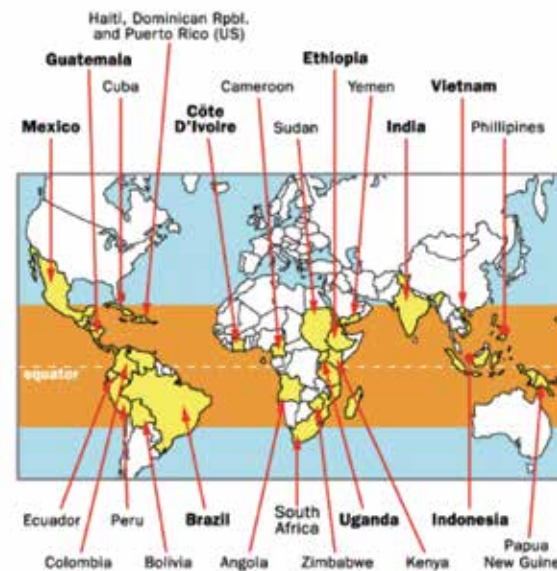 Haiti, Dominican Rpbl.
and Puerto Rico (US)
Guatemala
Ethiopia
Cuba
Cameroon
Yemen
Vietnam
Mexico
Côte
D'Ivoire
Sudan
India
Phillipines
equator
Ecuador
Peru
Brazil
South
Africa
Uganda
Indonesia
Colombia
Bolivia
Angola
Zimbabwe
Kenya
Papua
New Guin